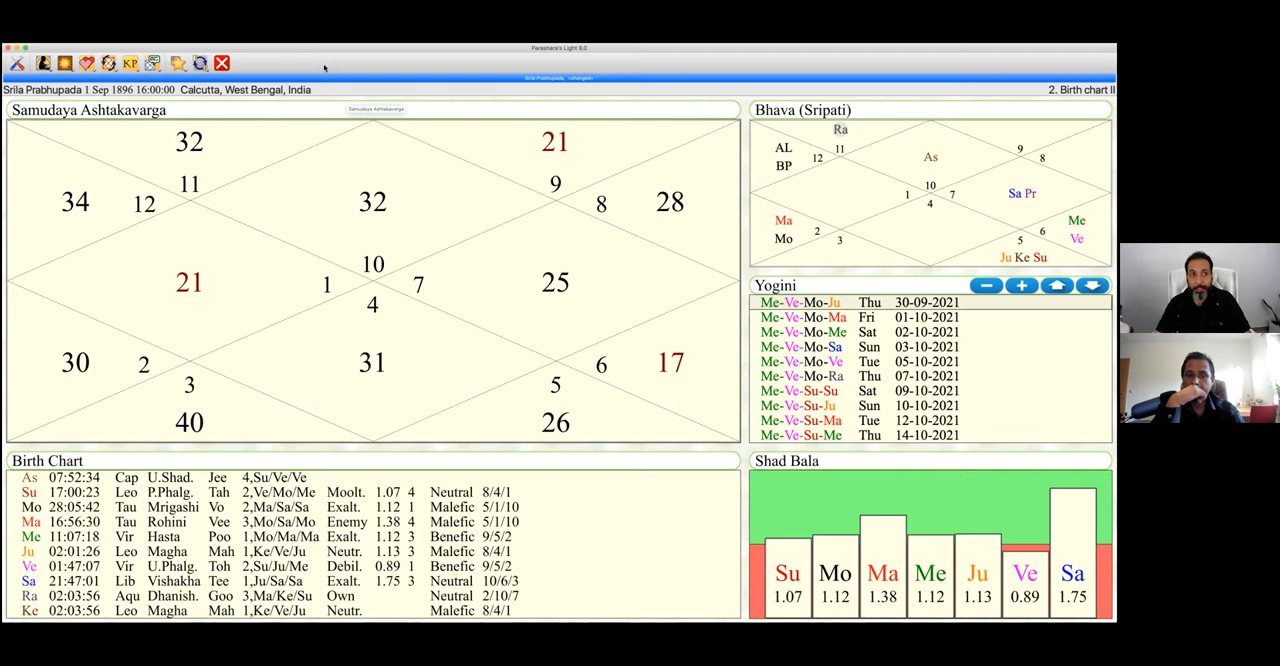 Parashara's Light 9.0
KP
Srila Prabhupada, <changed>
Srila Prabhupada 1 Sep 1896 16:00:00 Calcutta, West Bengal, India
2. Birth chart II
Samudaya Ashtakavarga
Samudaya Ashtakavarga
32
21
11
9
34
12
32
8
28
21
10
25
1
7
4
30
2
31
6
17
3
5
40
26
Bhava (Sripati)
Ra
AL
11
9
BP
12
As
8
10
1
7
Sa Pr
4
Ma
2
6
Me
Mo
3
5
Ve
Ju Ke Su
Yogini
Me-Ve-Mo-Ju Thu 30-09-2021
Me-Ve-Mo-Ma Fri 01-10-2021
Me-Ve-Mo-Me Sat 02-10-2021
Me-Ve-Mo-Sa Sun 03-10-2021
Me-Ve-Mo-Ve Tue 05-10-2021
Me-Ve-Mo-Ra Thu 07-10-2021
Me-Ve-Su-Su Sat 09-10-2021
Me-Ve-Su-Ju Sun 10-10-2021
Me-Ve-Su-Ma Tue 12-10-2021
Me-Ve-Su-Me Thu 14-10-2021
Birth Chart
As 07:52:34 Cap U.Shad. Jee 4,Su/Ve/Ve
Su 17:00:23 Leo P.Phalg. Tah 2,Ve/Mo/Me Moolt. 1.07 4 Neutral 8/4/1
Mo 28:05:42 Tau Mrigashi Vo 2,Ma/Sa/Sa Exalt. 1.12 1 Malefic 5/1/10
Ma 16:56:30 Tau Rohini Vee 3,Mo/Sa/Mo Enemy 1.38 4 Malefic 5/1/10
Me 11:07:18 Vir Hasta Poo 1,Mo/Ma/Ma Exalt. 1.12 3 Benefic 9/5/2
Ju 02:01:26 Leo Magha Mah 1,Ke/Ve/Ju Neutr. 1.13 3 Malefic 8/4/1
Ve 01:47:07 Vir U.Phalg. Toh 2,Su/Ju/Me Debil. 0.89 1 Benefic 9/5/2
Sa 21:47:01 Lib Vishakha Tee 1,Ju/Sa/Sa Exalt. 1.75 3 Neutral 10/6/3
Ra 02:03:56 Aqu Dhanish. Goo 3,Ma/Ke/Su Own Neutral 2/10/7
Ke 02:03:56 Leo Magha Mah 1,Ke/Ve/Ju Neutr. Malefic 8/4/1
Shad Bala
Su Mo Ma Me Ju Ve Sa
1.07 1.12 1.38 1.12 1.13 0.89 1.75